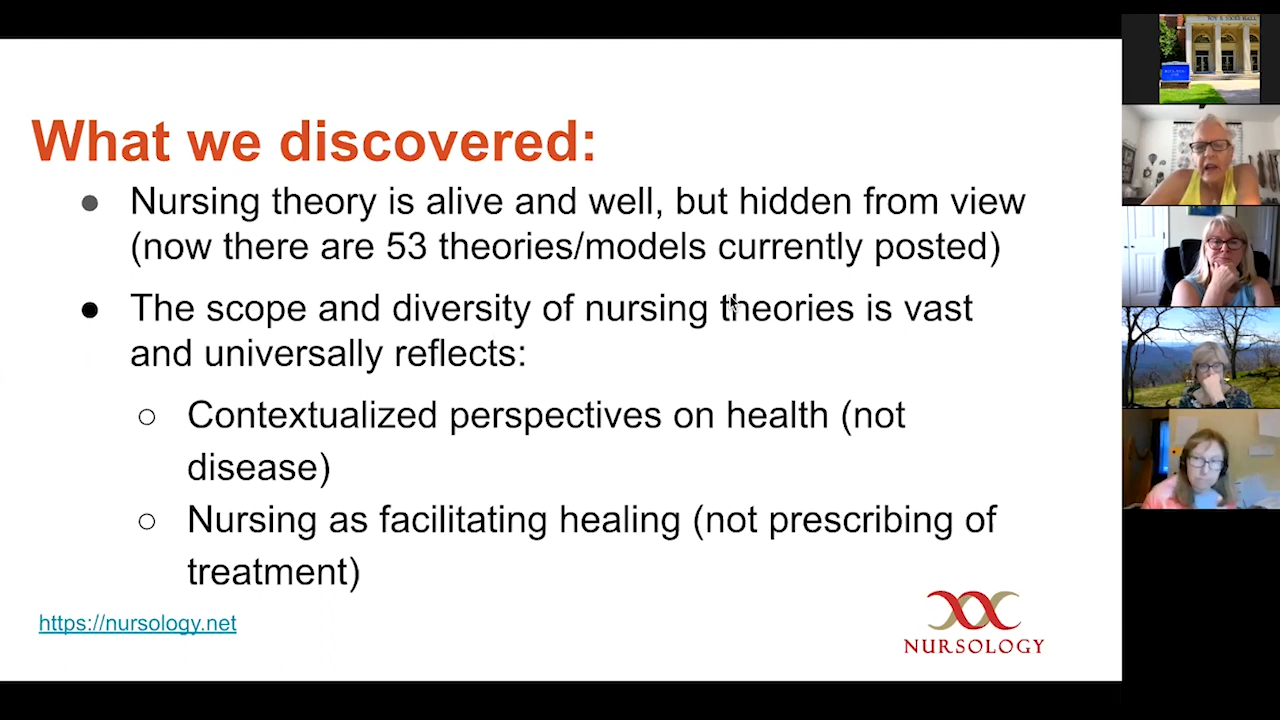 What we discovered:
● Nursing theory is alive and well, but hidden from view
(now there are 53 theories/models currently posted)
● The scope and diversity of nursing theories is vast
and universally reflects:
○ Contextualized perspectives on health (not
disease)
○ Nursing as facilitating healing (not prescribing of
treatment)
https://nursology.net
NURSOLOGY